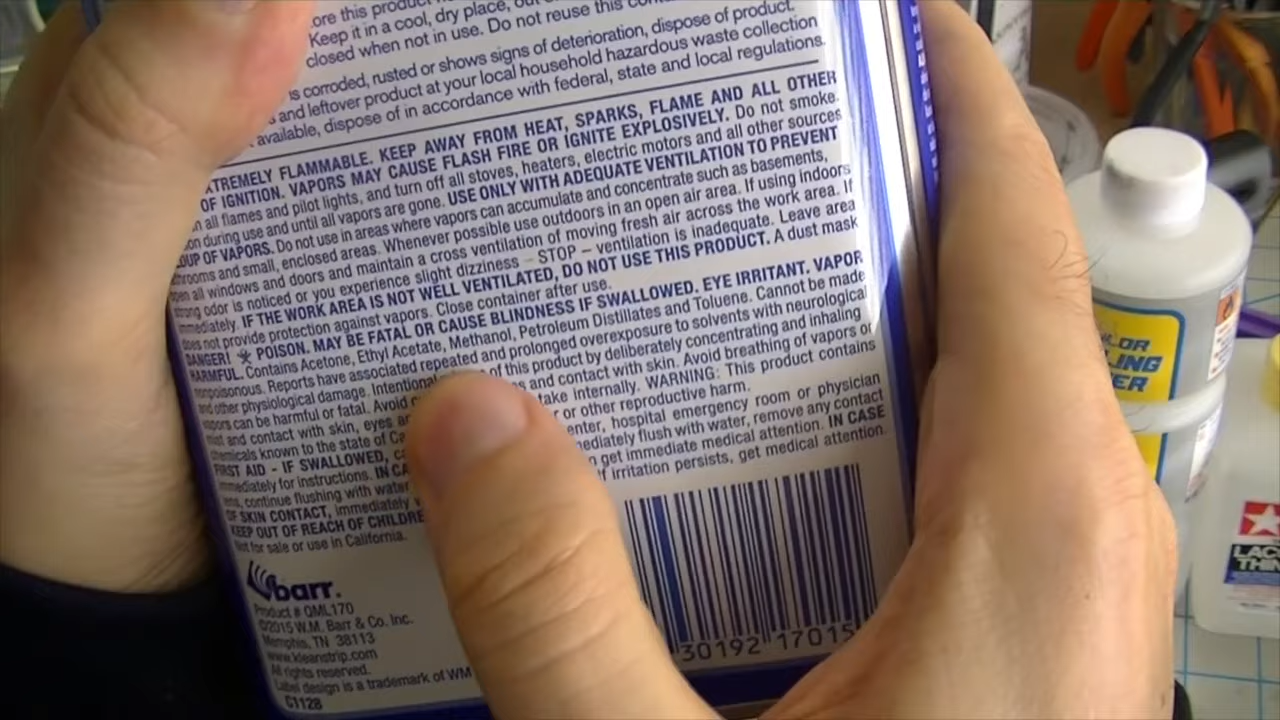 ore this product
Keep it in a cool, dry place,
closed when not in use. Do not reuse this
is corroded, rusted or shows signs of deterioration, dispose of product.
and leftover product at your local household hazardous waste collection
available, dispose of in accordance with federal, state and local regulations.
XTREMELY FLAMMABLE. KEEP AWAY FROM HEAT, SPARKS, FLAME AND ALL OTHER
OF IGNITION. VAPORS MAY CAUSE FLASH FIRE OR IGNITE EXPLOSIVELY. Do not smoke.
all flames and pilot lights, and turn off all stoves, heaters, electric motors and all other sources
on during use and until all vapors are gone. USE ONLY WITH ADEQUATE VENTILATION TO PREVENT
UP OF VAPORS. Do not use in areas where vapors can accumulate and concentrate such as basements,
throoms and small, enclosed areas. Whenever possible use outdoors in an open air area. If using indoors
open all windows and doors and maintain a cross ventilation of moving fresh air across the work area. If
strong odor is noticed or you experience slight dizziness – STOP – ventilation is inadequate. Leave area
immediately. IF THE WORK AREA IS NOT WELL VENTILATED, DO NOT USE THIS PRODUCT. A dust mask
does not provide protection against vapors. Close container after use.
DANGER! POISON. MAY BE FATAL OR CAUSE BLINDNESS IF SWALLOWED. EYE IRRITANT. VAPOR
HARMFUL. Contains Acetone, Ethyl Acetate, Methanol, Petroleum Distillates and Toluene. Cannot be made
nonpoisonous. Reports have associated repeated and prolonged overexposure to solvents with neurological
and other physiological damage. Intentional of this product by deliberately concentrating and inhaling
vapors can be harmful or fatal. Avoid and contact with skin. Avoid breathing of vapors or
mist and contact with skin, eyes take internally. WARNING: This product contains
chemicals known to the state of Ca or other reproductive harm.
FIRST AID - IF SWALLOWED, enter, hospital emergency room or physician
immediately for instructions. IN mediately flush with water, remove any contact
lens, continue flushing with water get immediate medical attention. IN CASE
OF SKIN CONTACT, immediately If irritation persists, get medical attention.
KEEP OUT OF REACH OF CHILDRE
Not for sale or use in California.
barr.
Product # QML170
©2015 W.M. Barr & Co. Inc.
Memphis, TN 38113
www.kleanstrip.com
All rights reserved.
Label design is a trademark of WM
C1128
30192 17015
OR
LING
ER
LAC
THIN